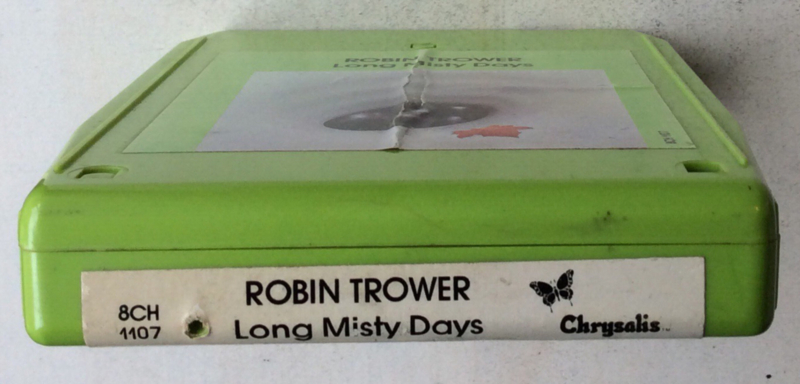 ROBIN TROWER
Long Misty Days
8CH
1107
ROBIN TROWER
Long Misty Days
Chrysalis